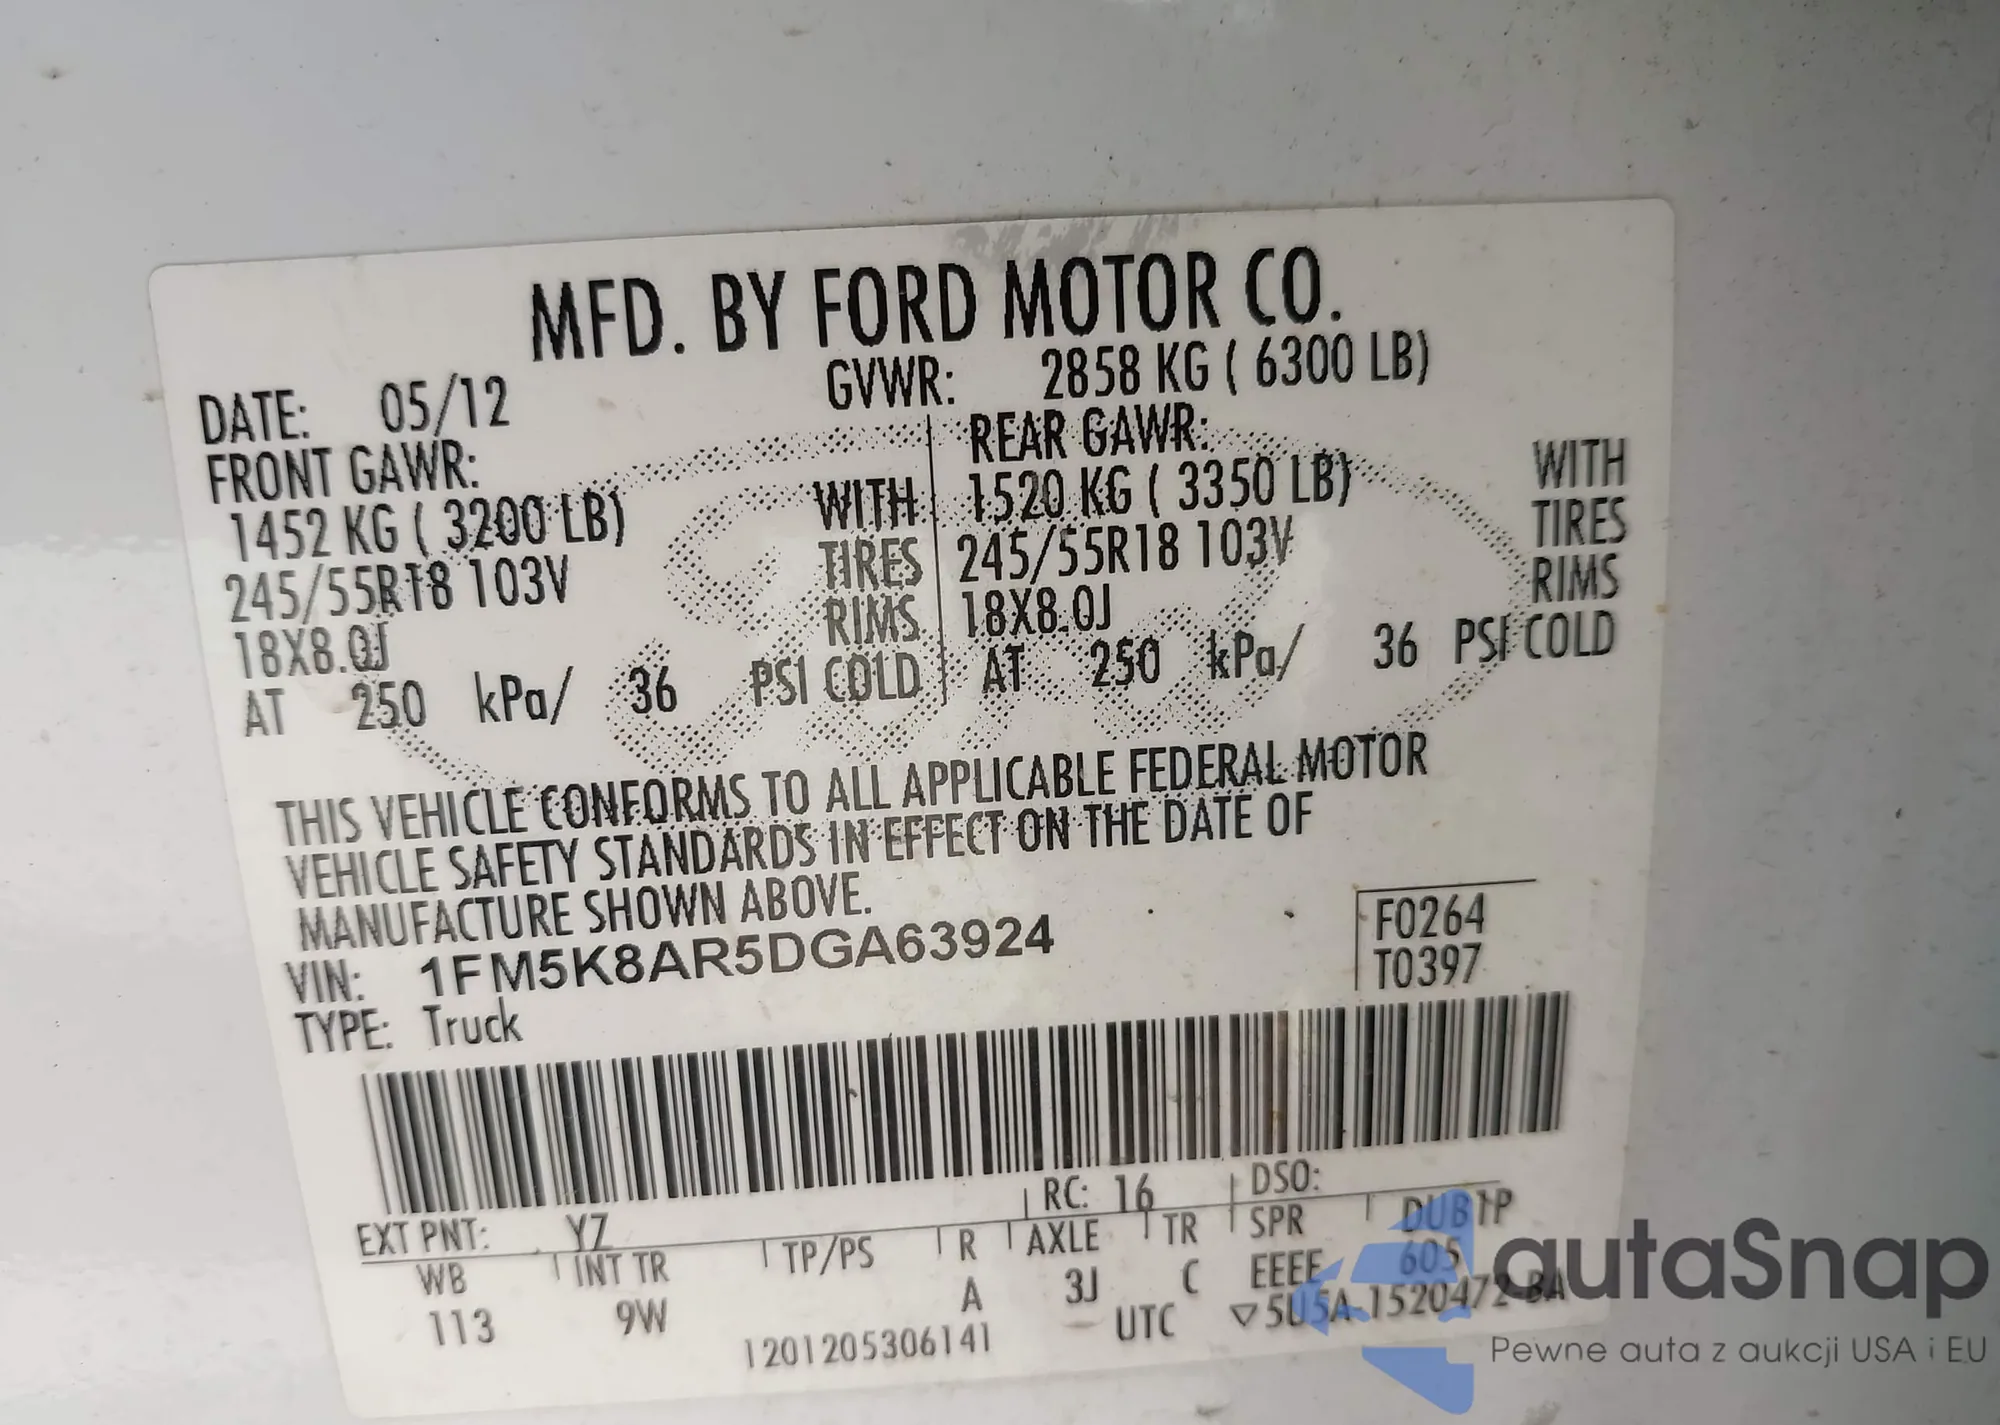 MFD. BY FORD MOTOR CO.
DATE: 05/12 GVWR: 2858 KG ( 6300 LB)
FRONT GAWR: REAR GAWR:
1452 KG ( 3200 LB) WITH 1520 KG ( 3350 LB) WITH
245/55R18 103V TIRES 245/55R18 103V TIRES
18X8.0J RIMS 18X8.0J RIMS
AT 250 kPa/ 36 PSI COLD AT 250 kPa/ 36 PSI COLD
THIS VEHICLE CONFORMS TO ALL APPLICABLE FEDERAL MOTOR
VEHICLE SAFETY STANDARDS IN EFFECT ON THE DATE OF
MANUFACTURE SHOWN ABOVE.
F0264
VIN: 1FM5K8AR5DGA63924
T0397
TYPE: Truck
EXT PNT: YZ RC: 16 DSO:
WB INT TR TP/PS R AXLE TR SPR DUB1P
113 9W A 3J C EEEE 605
1201205306141 UTC ▽5U5A-1520472-BA
autaSnap
Pewne auta z aukcji USA i EU